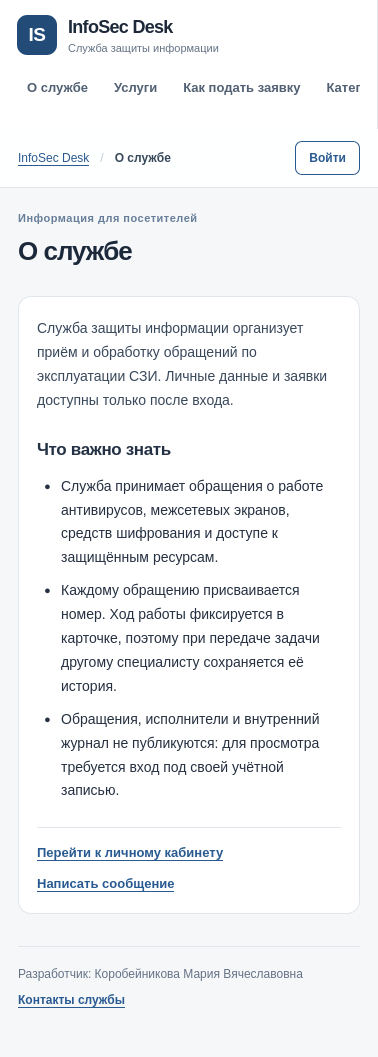 IS
InfoSec Desk
Служба защиты информации
О службе Услуги Как подать заявку Катег
InfoSec Desk / О службе Войти
Информация для посетителей
О службе
Служба защиты информации организует
приём и обработку обращений по
эксплуатации СЗИ. Личные данные и заявки
доступны только после входа.
Что важно знать
• Служба принимает обращения о работе
антивирусов, межсетевых экранов,
средств шифрования и доступе к
защищённым ресурсам.
• Каждому обращению присваивается
номер. Ход работы фиксируется в
карточке, поэтому при передаче задачи
другому специалисту сохраняется её
история.
• Обращения, исполнители и внутренний
журнал не публикуются: для просмотра
требуется вход под своей учётной
записью.
Перейти к личному кабинету
Написать сообщение
Разработчик: Коробейникова Мария Вячеславовна
Контакты службы